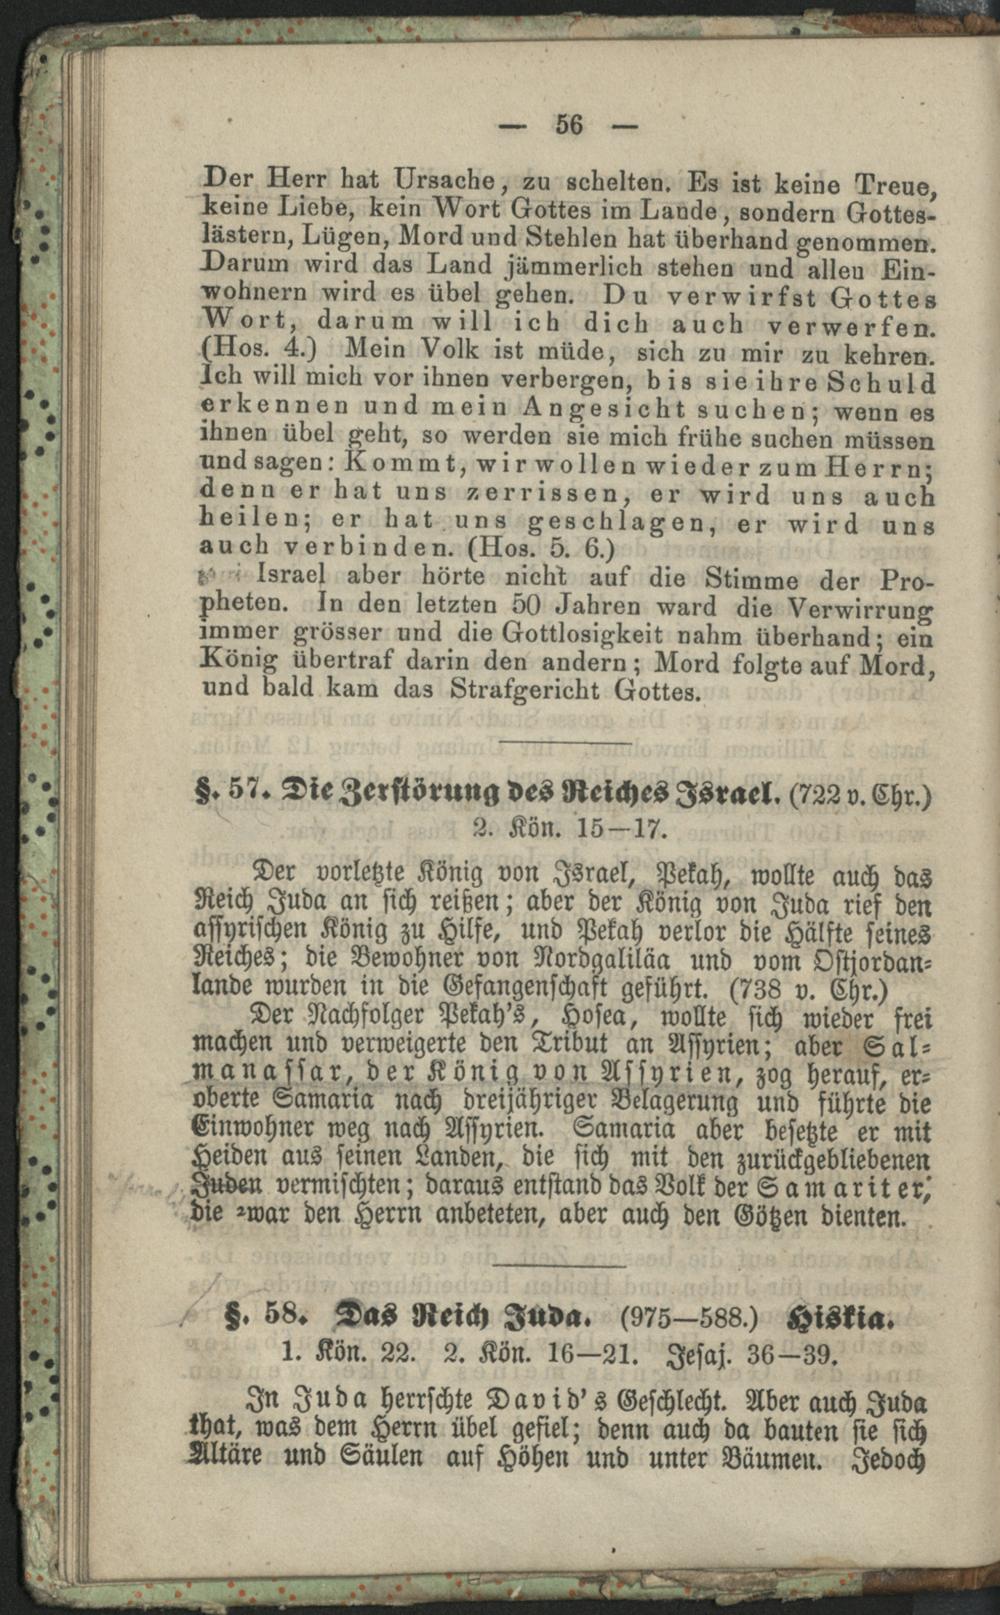 — 56 —
Der Herr hat Ursache, zu schelten. Es ist keine Treue,
keine Liebe, kein Wort Gottes im Lande, sondern Gottes-
lästern, Lügen, Mord und Stehlen hat überhand genommen.
Darum wird das Land jämmerlich stehen und allen Ein-
wohnern wird es übel gehen. Du verwirfst Gottes
Wort, darum will ich dich auch verwerfen.
(Hos. 4.) Mein Volk ist müde, sich zu mir zu kehren.
Ich will mich vor ihnen verbergen, bis sie ihre Schuld
erkennen und mein Angesicht suchen; wenn es
ihnen übel geht, so werden sie mich frühe suchen müssen
und sagen: Kommt, wir wollen wieder zum Herrn;
denn er hat uns zerrissen, er wird uns auch
heilen; er hat uns geschlagen, er wird uns
auch verbinden. (Hos. 5. 6.)
Israel aber hörte nicht auf die Stimme der Pro-
pheten. In den letzten 50 Jahren ward die Verwirrung
immer grösser und die Gottlosigkeit nahm überhand; ein
König übertraf darin den andern; Mord folgte auf Mord,
und bald kam das Strafgericht Gottes.
§. 57. Die Zerstörung des Reiches Israel. (722 v. Chr.)
2. Kön. 15—17.
Der vorletzte König von Israel, Pekah, wollte auch das
Reich Juda an sich reißen; aber der König von Juda rief den
assyrischen König zu Hilfe, und Pekah verlor die Hälfte seines
Reiches; die Bewohner von Nordgaliläa und vom Ostjordan-
lande wurden in die Gefangenschaft geführt. (738 v. Chr.)
Der Nachfolger Pekah's, Hosea, wollte sich wieder frei
machen und verweigerte den Tribut an Assyrien; aber Sal-
manassar, der König von Assyrien, zog herauf, er-
oberte Samaria nach dreijähriger Belagerung und führte die
Einwohner weg nach Assyrien. Samaria aber besetzte er mit
Heiden aus seinen Landen, die sich mit den zurückgebliebenen
Juden vermischten; daraus entstand das Volk der Samariter,
die zwar den Herrn anbeteten, aber auch den Götzen dienten.
§. 58. Das Reich Juda. (975—588.) Hiskia.
1. Kön. 22. 2. Kön. 16—21. Jesaj. 36—39.
In Juda herrschte David's Geschlecht. Aber auch Juda
that, was dem Herrn übel gefiel; denn auch da bauten sie sich
Altäre und Säulen auf Höhen und unter Bäumen. Jedoch